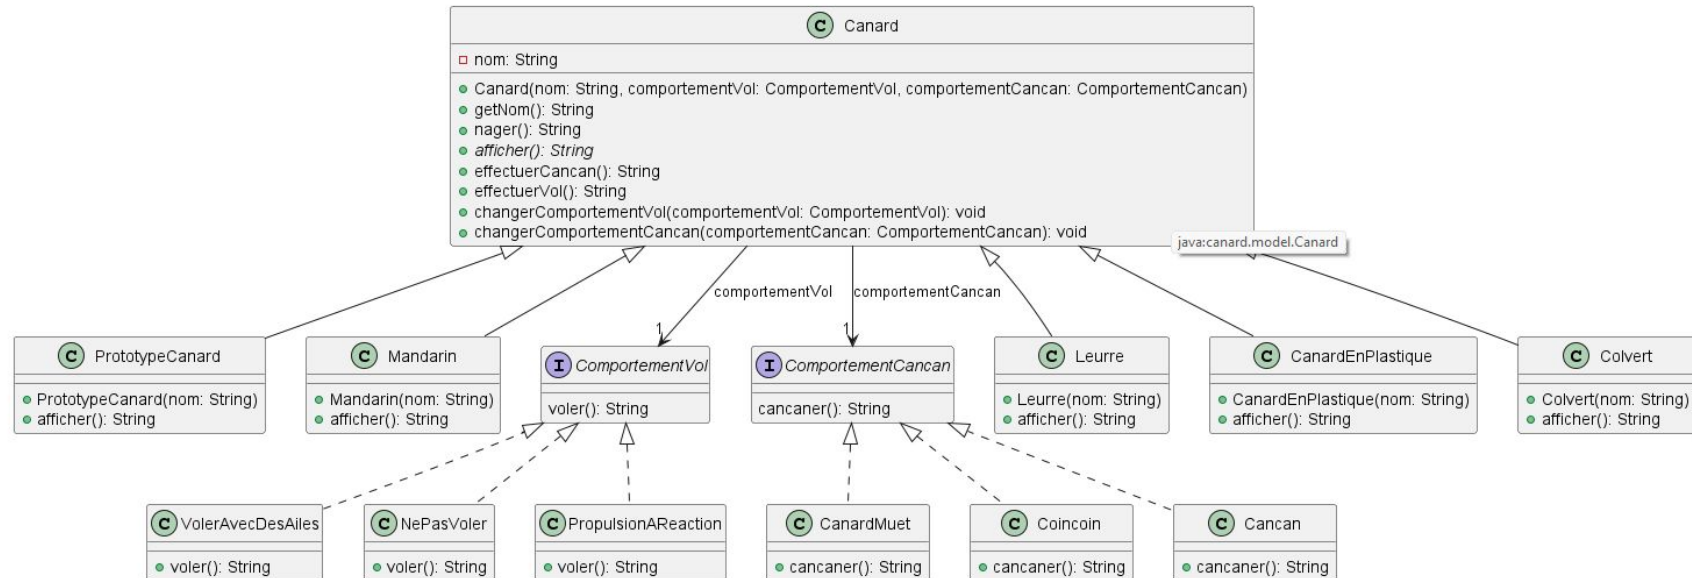 C Canard
nom: String
Canard(nom: String, comportementVol: ComportementVol, comportementCancan: ComportementCancan)
getNom(): String
nager(): String
afficher(): String
effectuerCancan(): String
effectuerVol(): String
changerComportementVol(comportementVol: ComportementVol): void
changerComportementCancan(comportementCancan: ComportementCancan): void
java:canard.model.Canard
comportementVol
comportementCancan
1
1
C PrototypeCanard
PrototypeCanard(nom: String)
afficher(): String
C Mandarin
Mandarin(nom: String)
afficher(): String
I ComportementVol
voler(): String
I ComportementCancan
cancaner(): String
C Leurre
Leurre(nom: String)
afficher(): String
C CanardEnPlastique
CanardEnPlastique(nom: String)
afficher(): String
C Colvert
Colvert(nom: String)
afficher(): String
C VolerAvecDesAiles
voler(): String
C NePasVoler
voler(): String
C PropulsionAReaction
voler(): String
C CanardMuet
cancaner(): String
C Coincoin
cancaner(): String
C Cancan
cancaner(): String